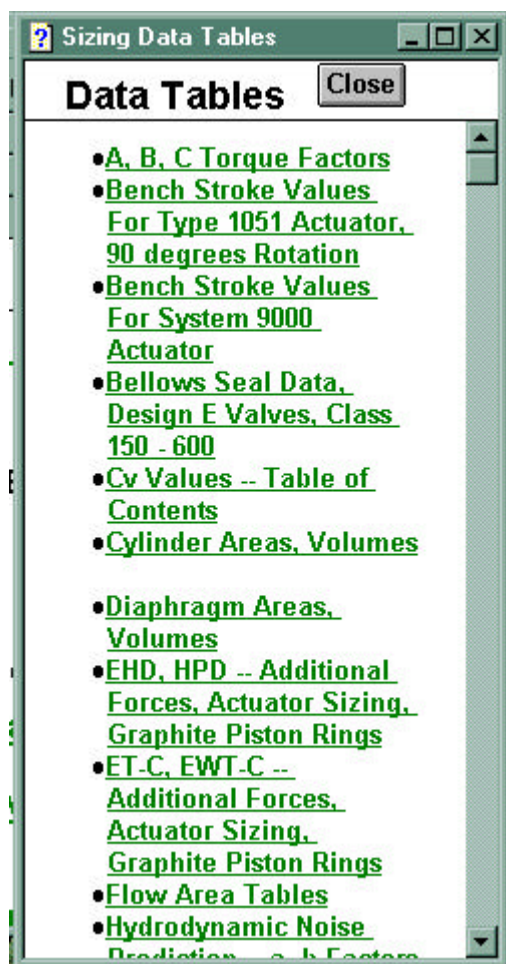 Sizing Data Tables
Data Tables
Close
•A, B, C Torque Factors
•Bench Stroke Values
For Type 1051 Actuator,
90 degrees Rotation
•Bench Stroke Values
For System 9000
Actuator
•Bellows Seal Data,
Design E Valves, Class
150 - 600
•Cv Values -- Table of
Contents
•Cylinder Areas, Volumes
•Diaphragm Areas,
Volumes
•EHD, HPD -- Additional
Forces, Actuator Sizing,
Graphite Piston Rings
•ET-C, EWT-C --
Additional Forces,
Actuator Sizing,
Graphite Piston Rings
•Flow Area Tables
•Hydrodynamic Noise
Prediction -- a, b Factors